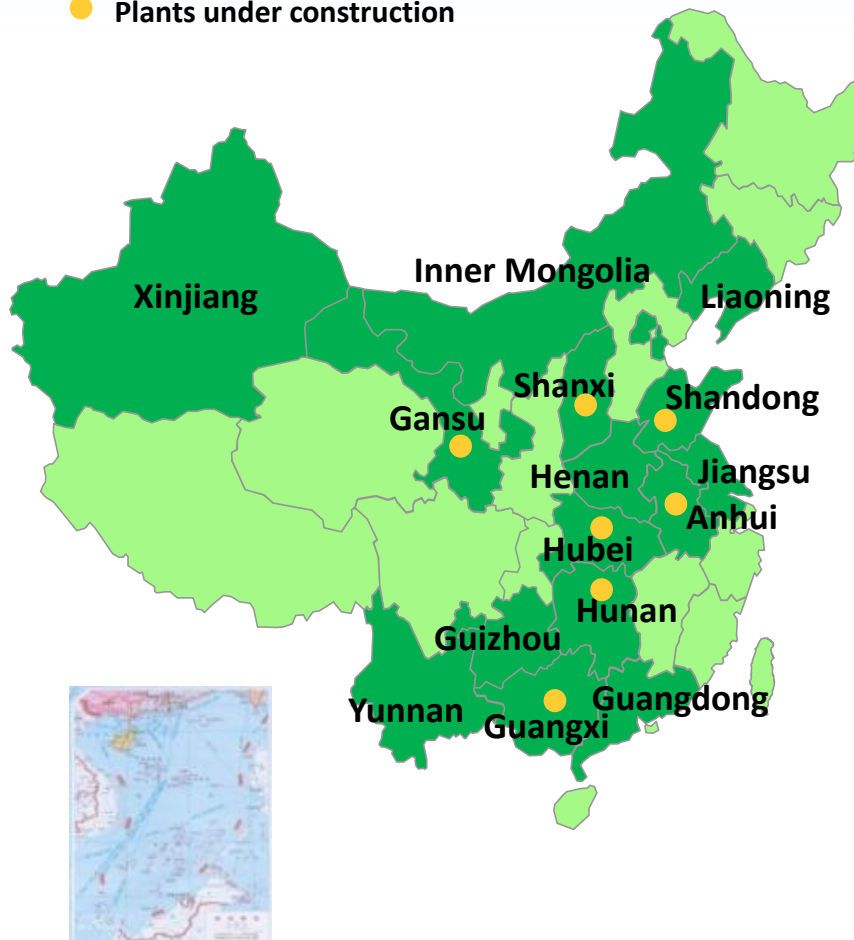 Plants under construction
Inner Mongolia
Xinjiang
Liaoning
Shanxi
Shandong
Gansu
Jiangsu
Henan
Anhui
Hubei
Hunan
Guizhou
Guangdong
Yunnan
Guangxi